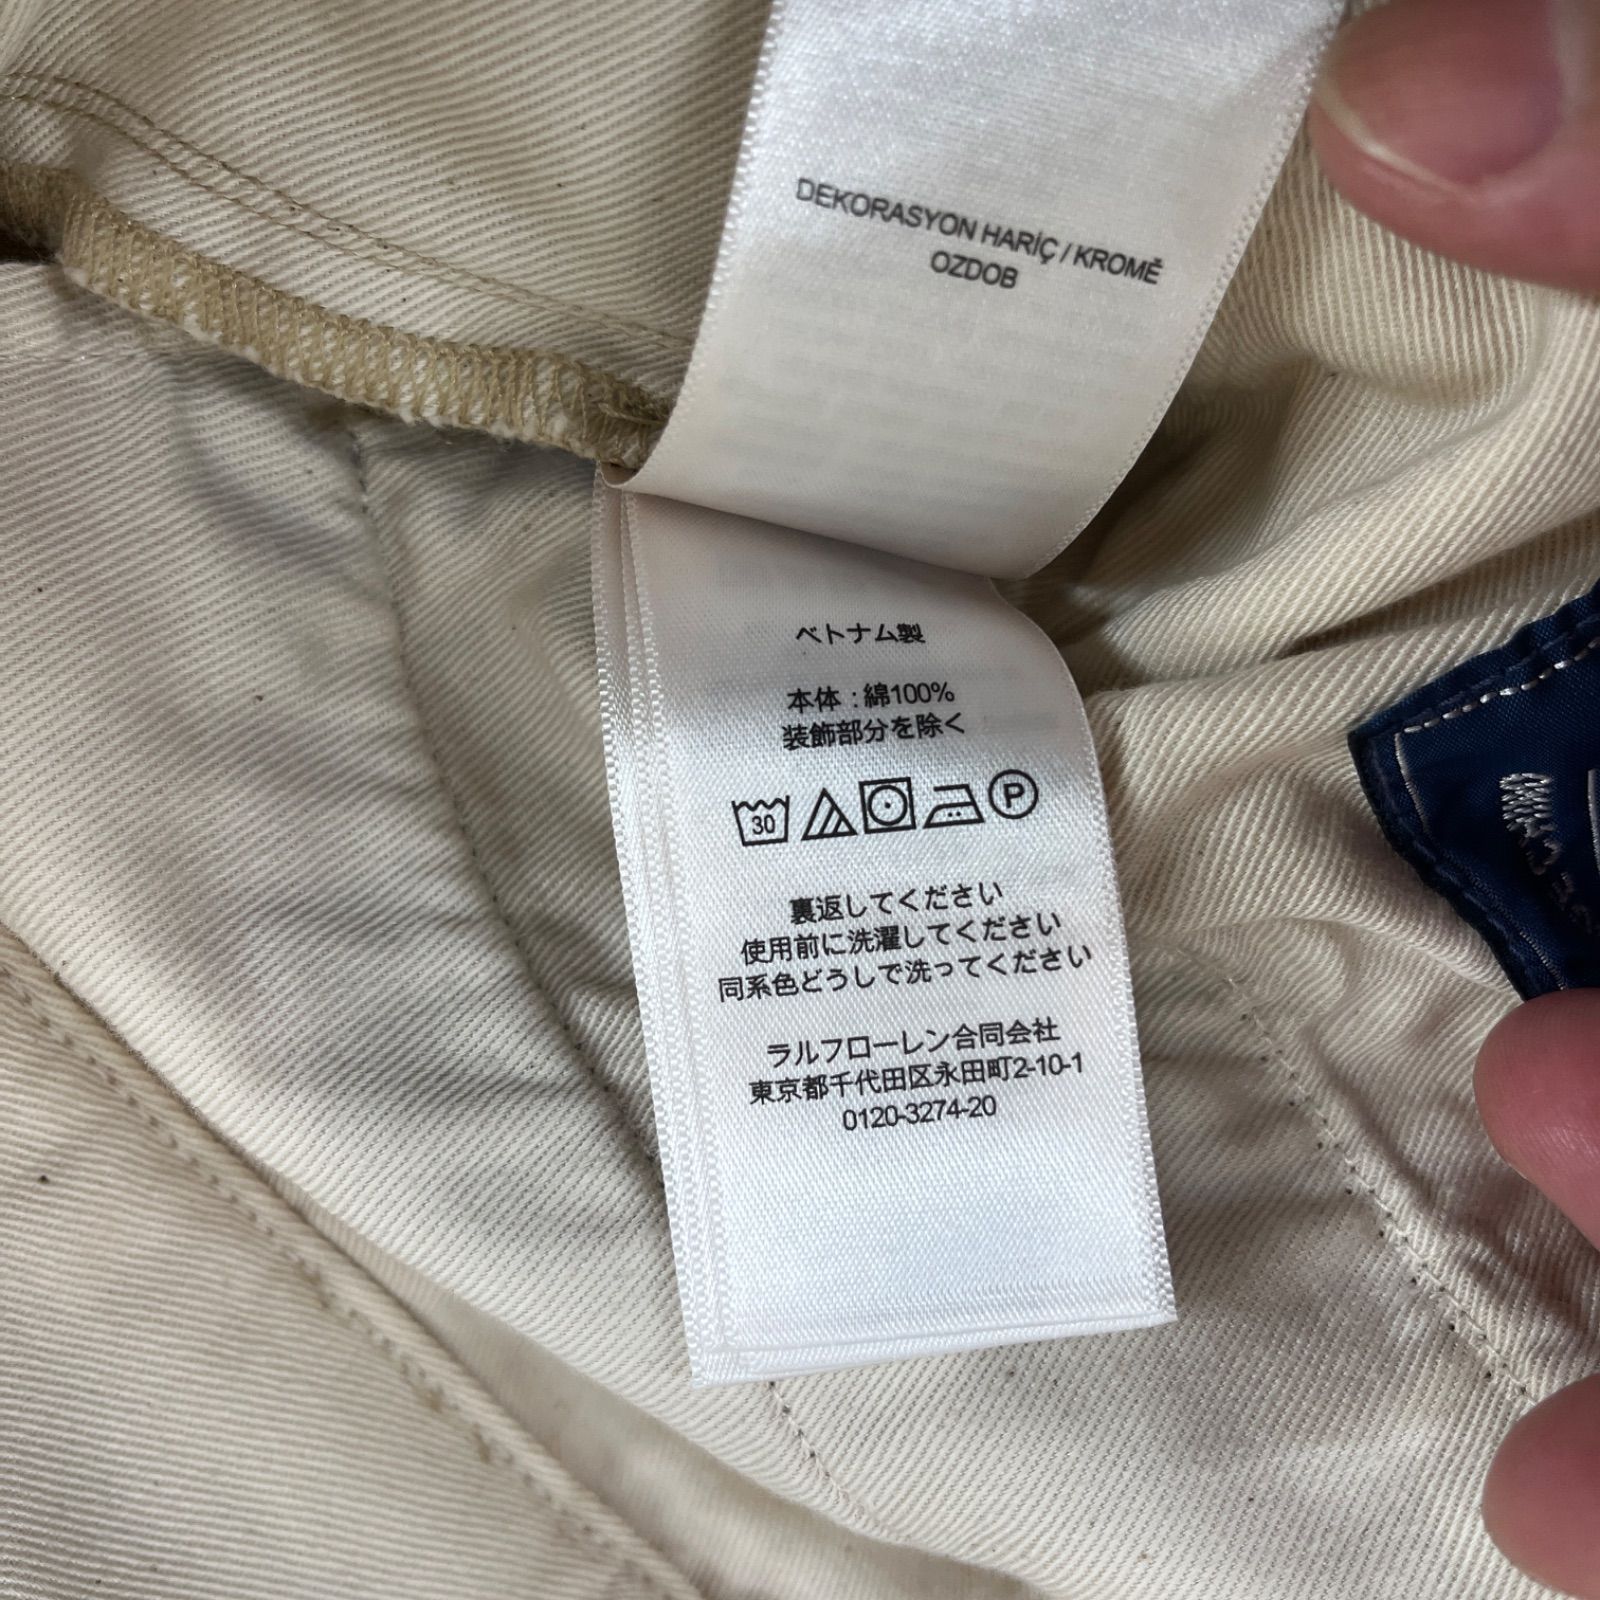 DEKORASYON HARİÇ / KROMĚ
OZDOB
ベトナム製
本体 : 綿100%
装飾部分を除く
30
P
裏返してください
使用前に洗濯してください
同系色どうしで洗ってください
ラルフローレン合同会社
東京都千代田区永田町2-10-1
0120-3274-20